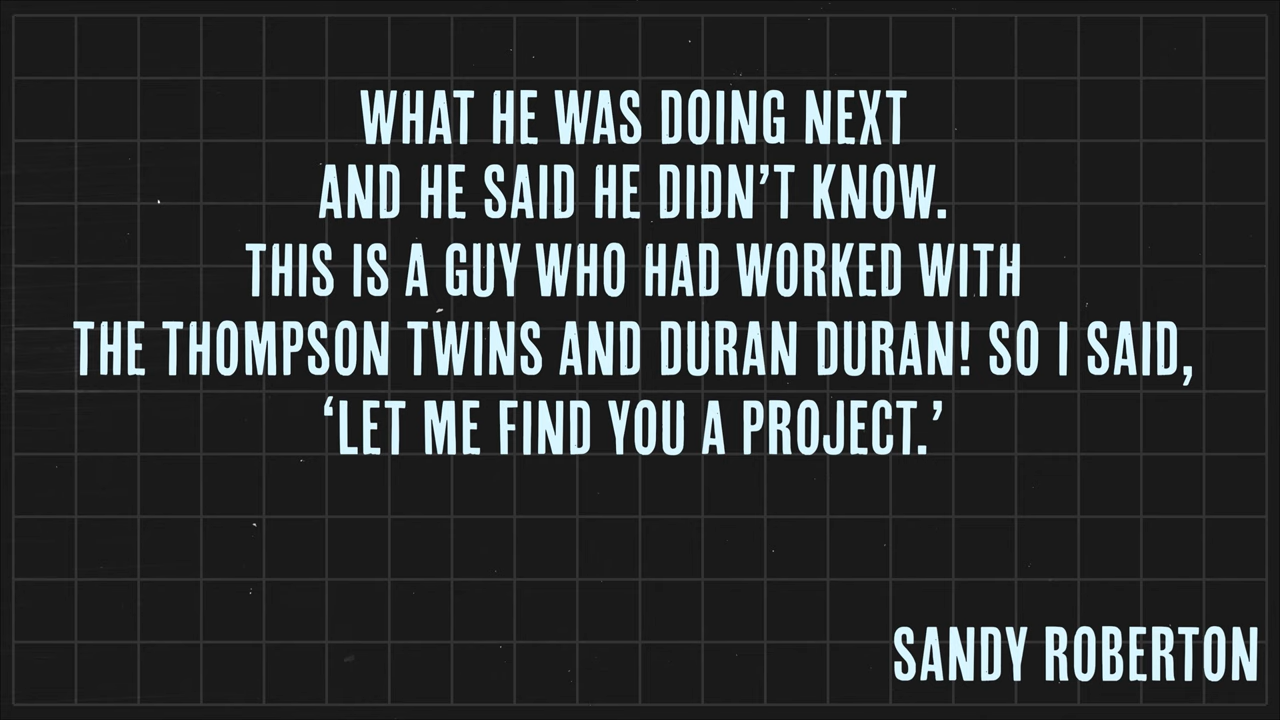 WHAT HE WAS DOING NEXT
AND HE SAID HE DIDN’T KNOW.
THIS IS A GUY WHO HAD WORKED WITH
THE THOMPSON TWINS AND DURAN DURAN! SO I SAID,
‘LET ME FIND YOU A PROJECT.’
SANDY ROBERTON